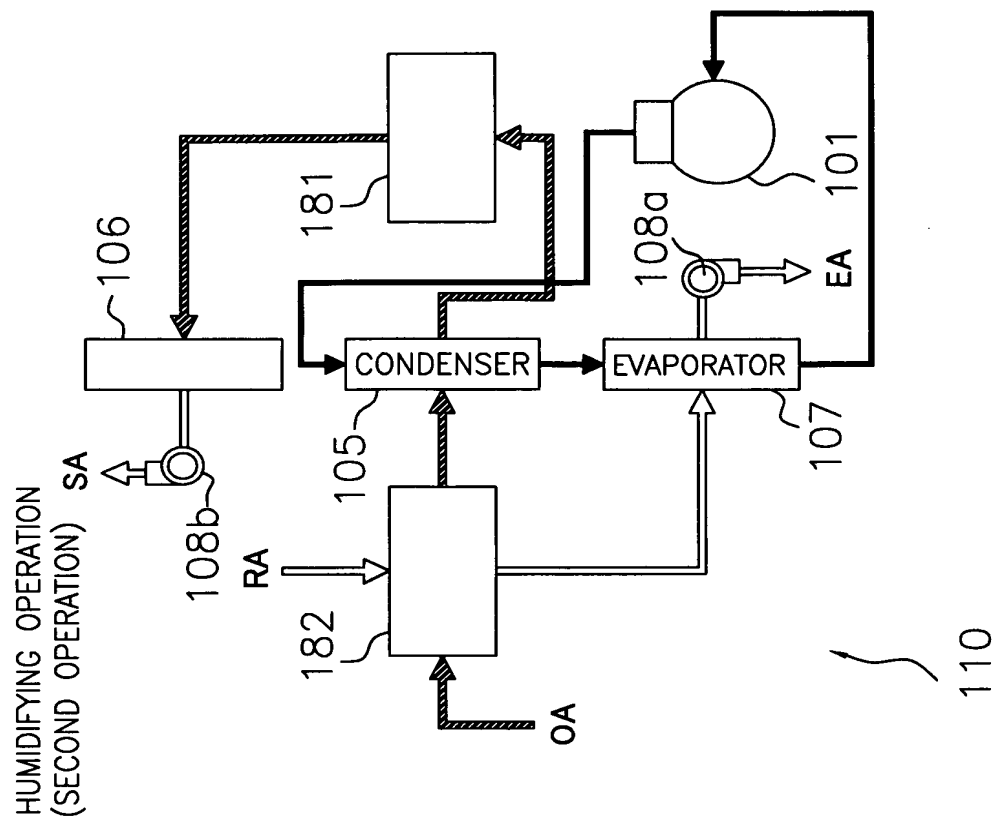 HUMIDIFYING OPERATION
(SECOND OPERATION)
SA
108b
106
181
RA
182
OA
CONDENSER
105
EVAPORATOR
107
108a
EA
101
110